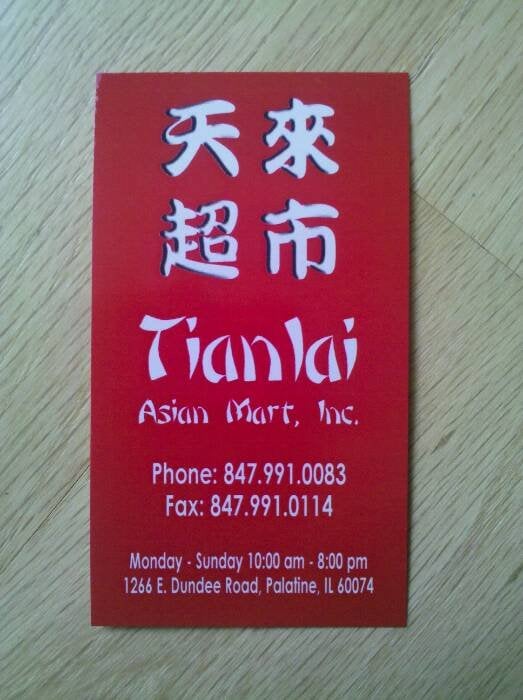 天來
超市
Tianlai
Asian Mart, Inc.
Phone: 847.991.0083
Fax: 847.991.0114
Monday - Sunday 10:00 am - 8:00 pm
1266 E. Dundee Road, Palatine, IL 60074